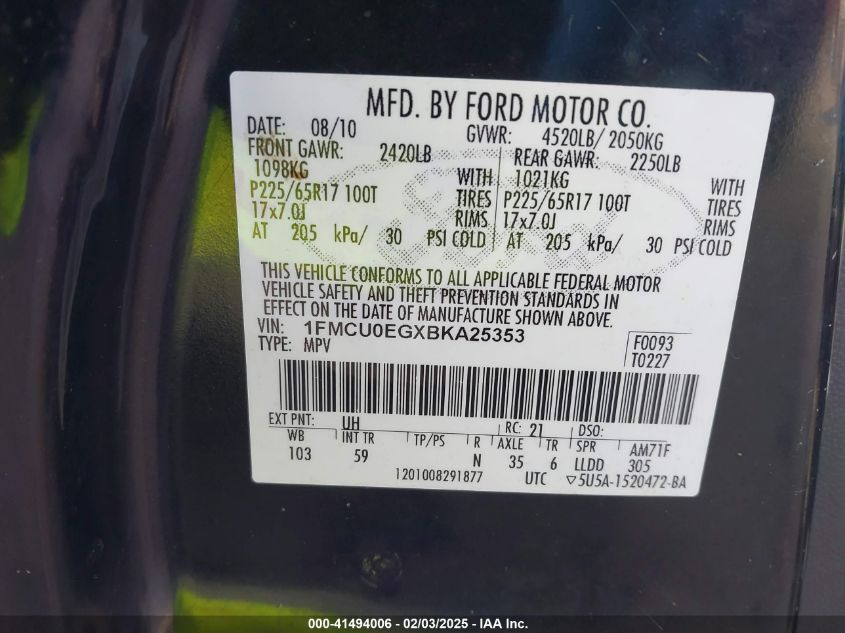 MFD. BY FORD MOTOR CO.
DATE: 08/10 GVWR: 4520LB/ 2050KG
FRONT GAWR: 2420LB REAR GAWR: 2250LB
1098KG WITH 1021KG WITH
P225/65R17 100T TIRES P225/65R17 100T TIRES
17x7.0J RIMS 17x7.0J RIMS
AT 205 kPa/ 30 PSI COLD AT 205 kPa/ 30 PSI COLD
THIS VEHICLE CONFORMS TO ALL APPLICABLE FEDERAL MOTOR
VEHICLE SAFETY AND THEFT PREVENTION STANDARDS IN
EFFECT ON THE DATE OF MANUFACTURE SHOWN ABOVE.
VIN: 1FMCU0EGXBKA25353
TYPE: MPV
F0093
T0227
EXT PNT: UH RC: 21 DSO:
WB INT TR TP/PS R AXLE TR SPR AM71F
103 59 N 35 6 LLDD 305
1201008291877 UTC ▽5U5A-1520472-BA
000-41494006 - 02/03/2025 - IAA Inc.